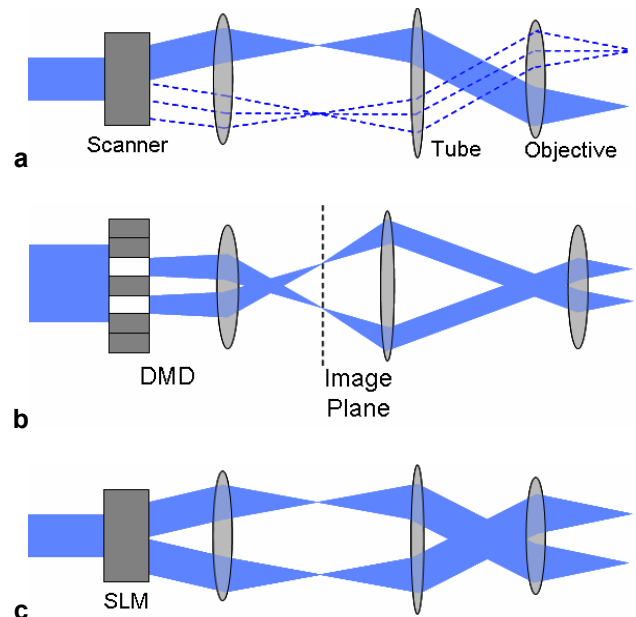 Scanner
Tube
Objective
a
DMD
Image
Plane
b
SLM
c